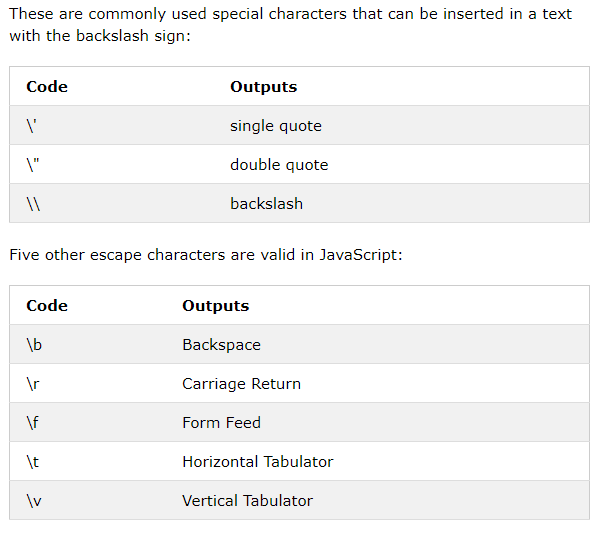 These are commonly used special characters that can be inserted in a text
with the backslash sign:
Code Outputs
\' single quote
\" double quote
\\ backslash
Five other escape characters are valid in JavaScript:
Code Outputs
\b Backspace
\r Carriage Return
\f Form Feed
\t Horizontal Tabulator
\v Vertical Tabulator